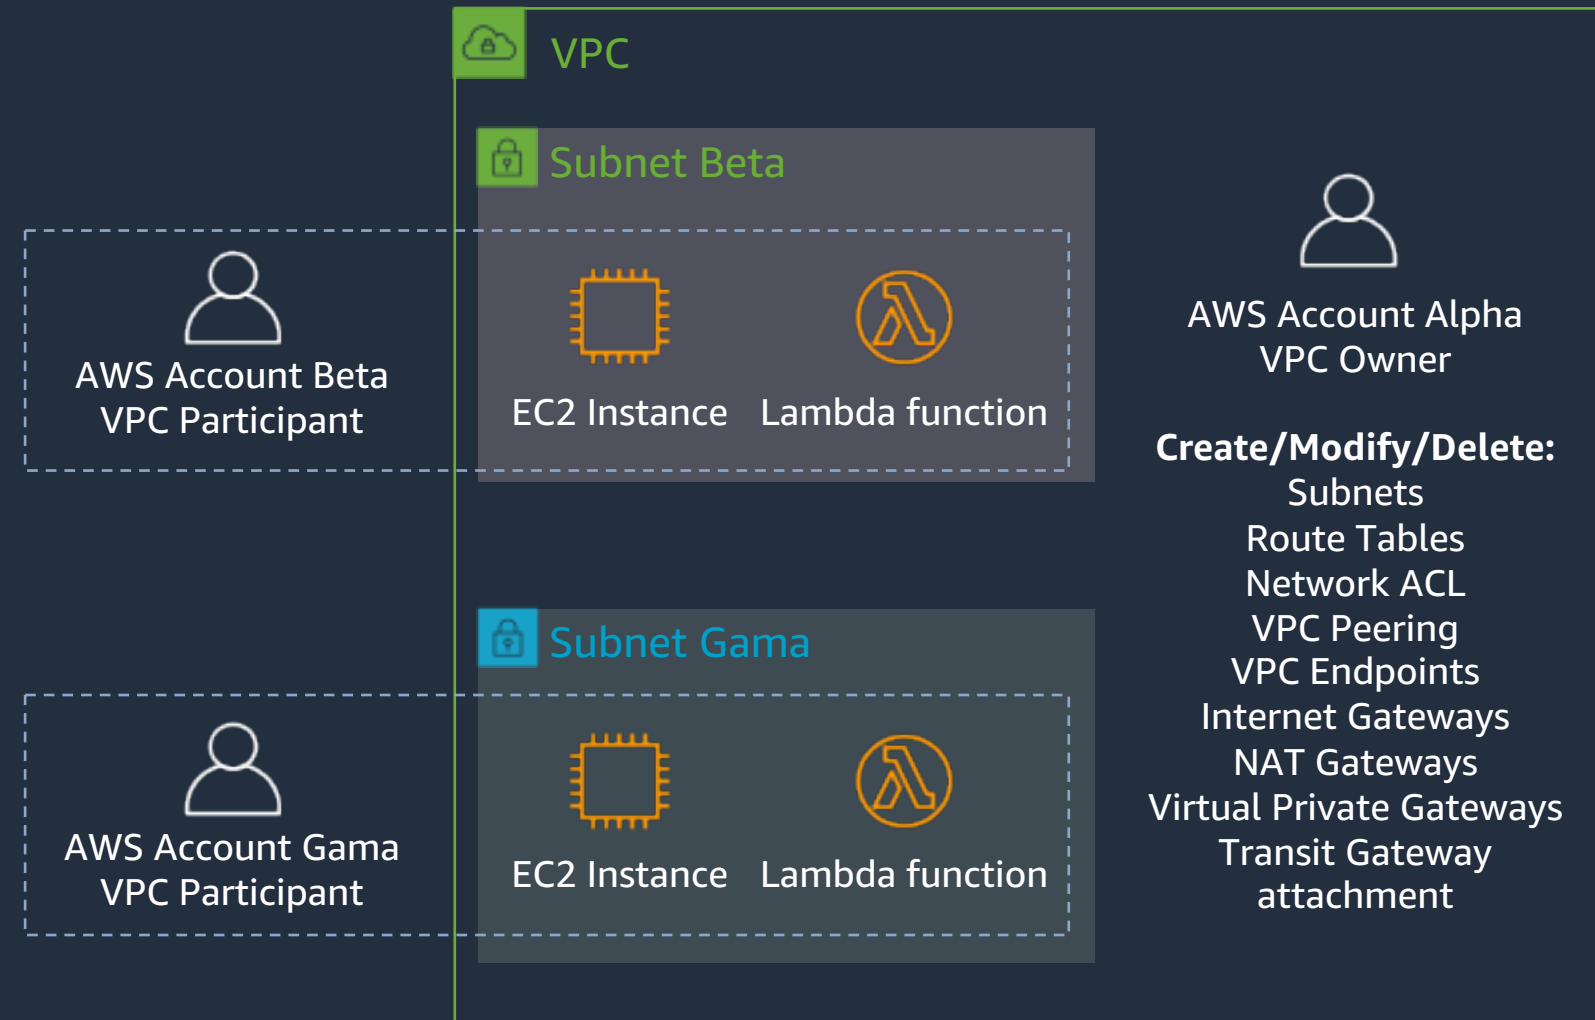 VPC
Subnet Beta
AWS Account Beta
VPC Participant
EC2 Instance
Lambda function
Subnet Gama
AWS Account Gama
VPC Participant
EC2 Instance
Lambda function
AWS Account Alpha
VPC Owner
Create/Modify/Delete:
Subnets
Route Tables
Network ACL
VPC Peering
VPC Endpoints
Internet Gateways
NAT Gateways
Virtual Private Gateways
Transit Gateway
attachment